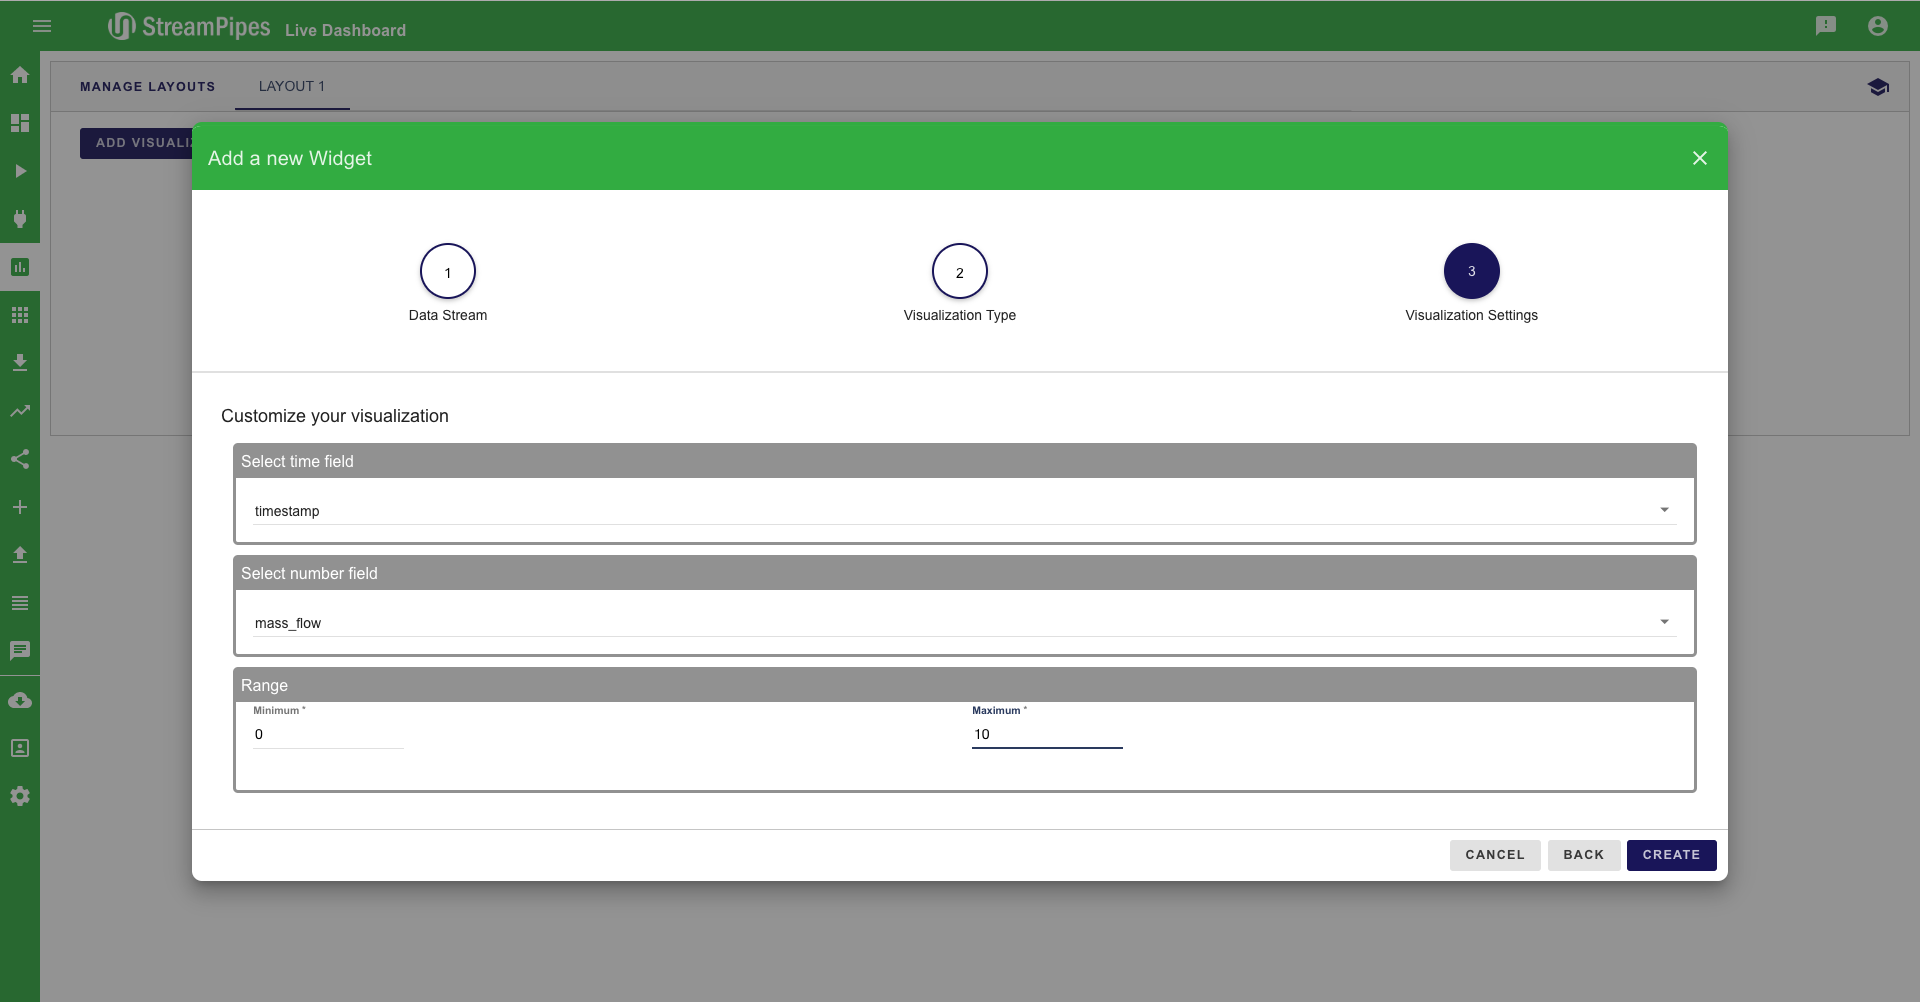 StreamPipes Live Dashboard
MANAGE LAYOUTS LAYOUT 1
ADD VISUALIZ
Add a new Widget
1 2 3
Data Stream Visualization Type Visualization Settings
Customize your visualization
Select time field
timestamp
Select number field
mass_flow
Range
Minimum * Maximum *
0 10
CANCEL BACK CREATE